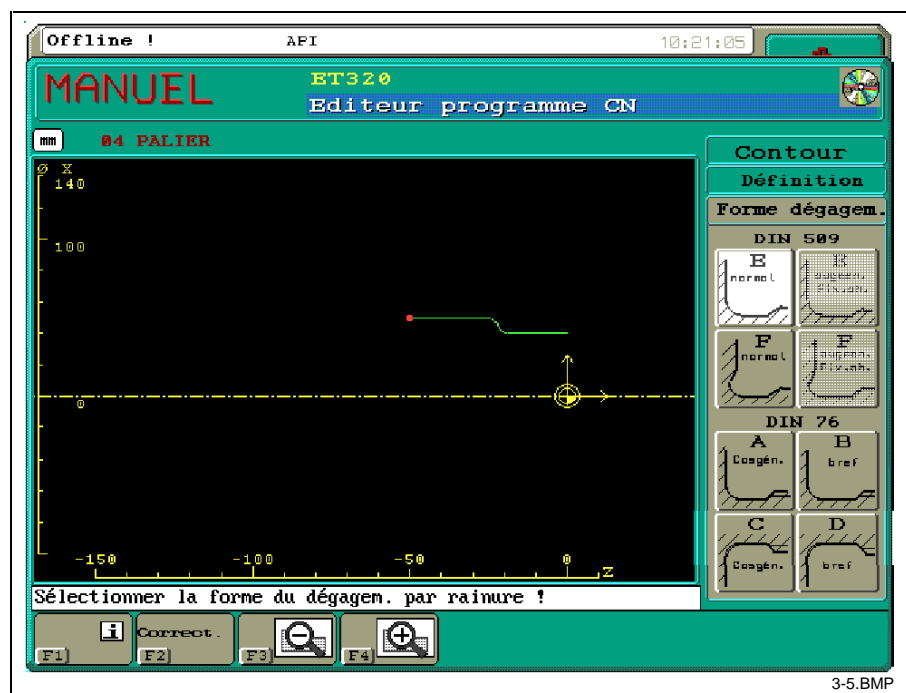 Offline ! API 10:21:05
MANUEL
ET320
Editeur programme CN
mm 04 PALIER
Contour
Définition
Forme dégagem.
DIN 509
E
normal
E
F
normal
F
DIN 76
A
Cosgén.
B
bref
C
Cosgén.
D
bref
Ø X
140
100
0
-150 -100 -50 0 Z
Sélectionner la forme du dégagem. par rainure !
F1 i
Correct.
F2
F3
F4
3-5.BMP